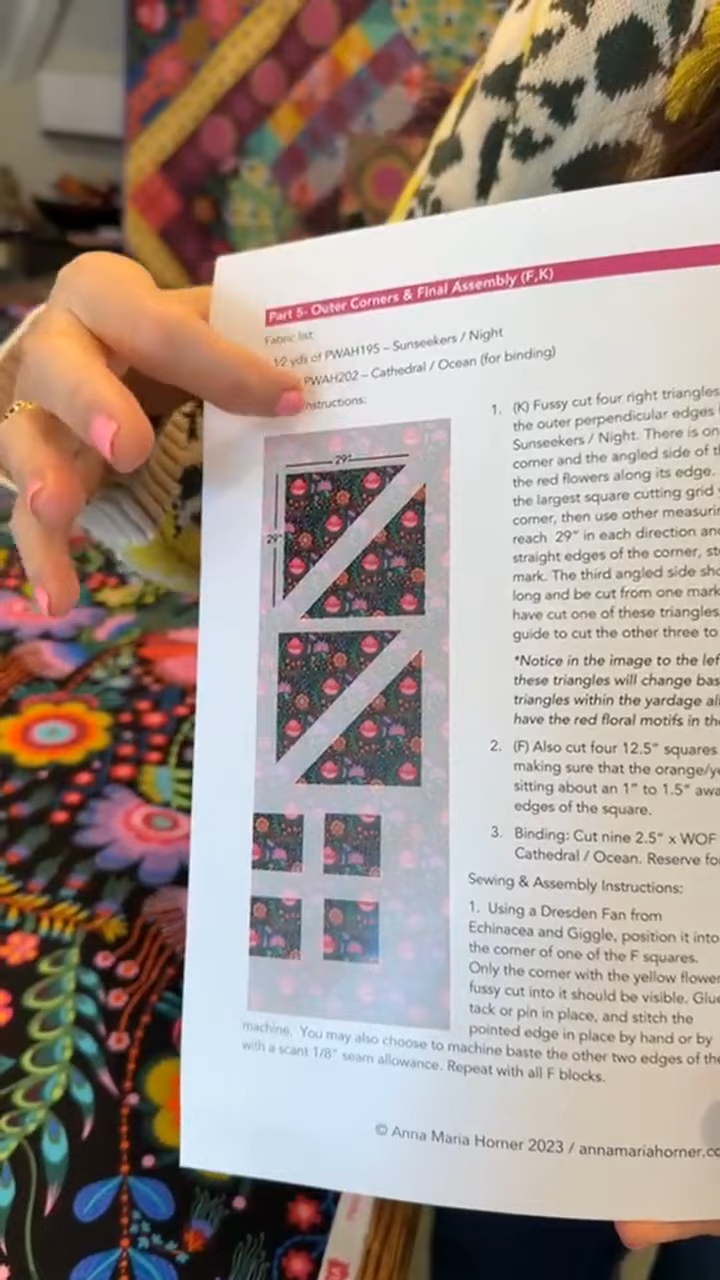 Part 5- Outer Corners & Final Assembly (F,K)
Fabric list:
1/2 yds of PWAH195 – Sunseekers / Night
PWAH202 – Cathedral / Ocean (for binding)
nstructions:
29"
29"
1. (K) Fussy cut four right triangles
the outer perpendicular edges
Sunseekers / Night. There is on
corner and the angled side of t
the red flowers along its edge.
the largest square cutting grid
corner, then use other measurin
reach 29" in each direction and
straight edges of the corner, st
mark. The third angled side sho
long and be cut from one mark
have cut one of these triangles,
guide to cut the other three to
*Notice in the image to the lef
these triangles will change bas
triangles within the yardage al
have the red floral motifs in th
2. (F) Also cut four 12.5" squares
making sure that the orange/ye
sitting about an 1" to 1.5" awa
edges of the square.
3. Binding: Cut nine 2.5" x WOF
Cathedral / Ocean. Reserve fo
Sewing & Assembly Instructions:
1. Using a Dresden Fan from
Echinacea and Giggle, position it into
the corner of one of the F squares.
Only the corner with the yellow flower
fussy cut into it should be visible. Glue
tack or pin in place, and stitch the
pointed edge in place by hand or by
machine. You may also choose to machine baste the other two edges of the
with a scant 1/8" seam allowance. Repeat with all F blocks.
© Anna Maria Horner 2023 / annamariahorner.co